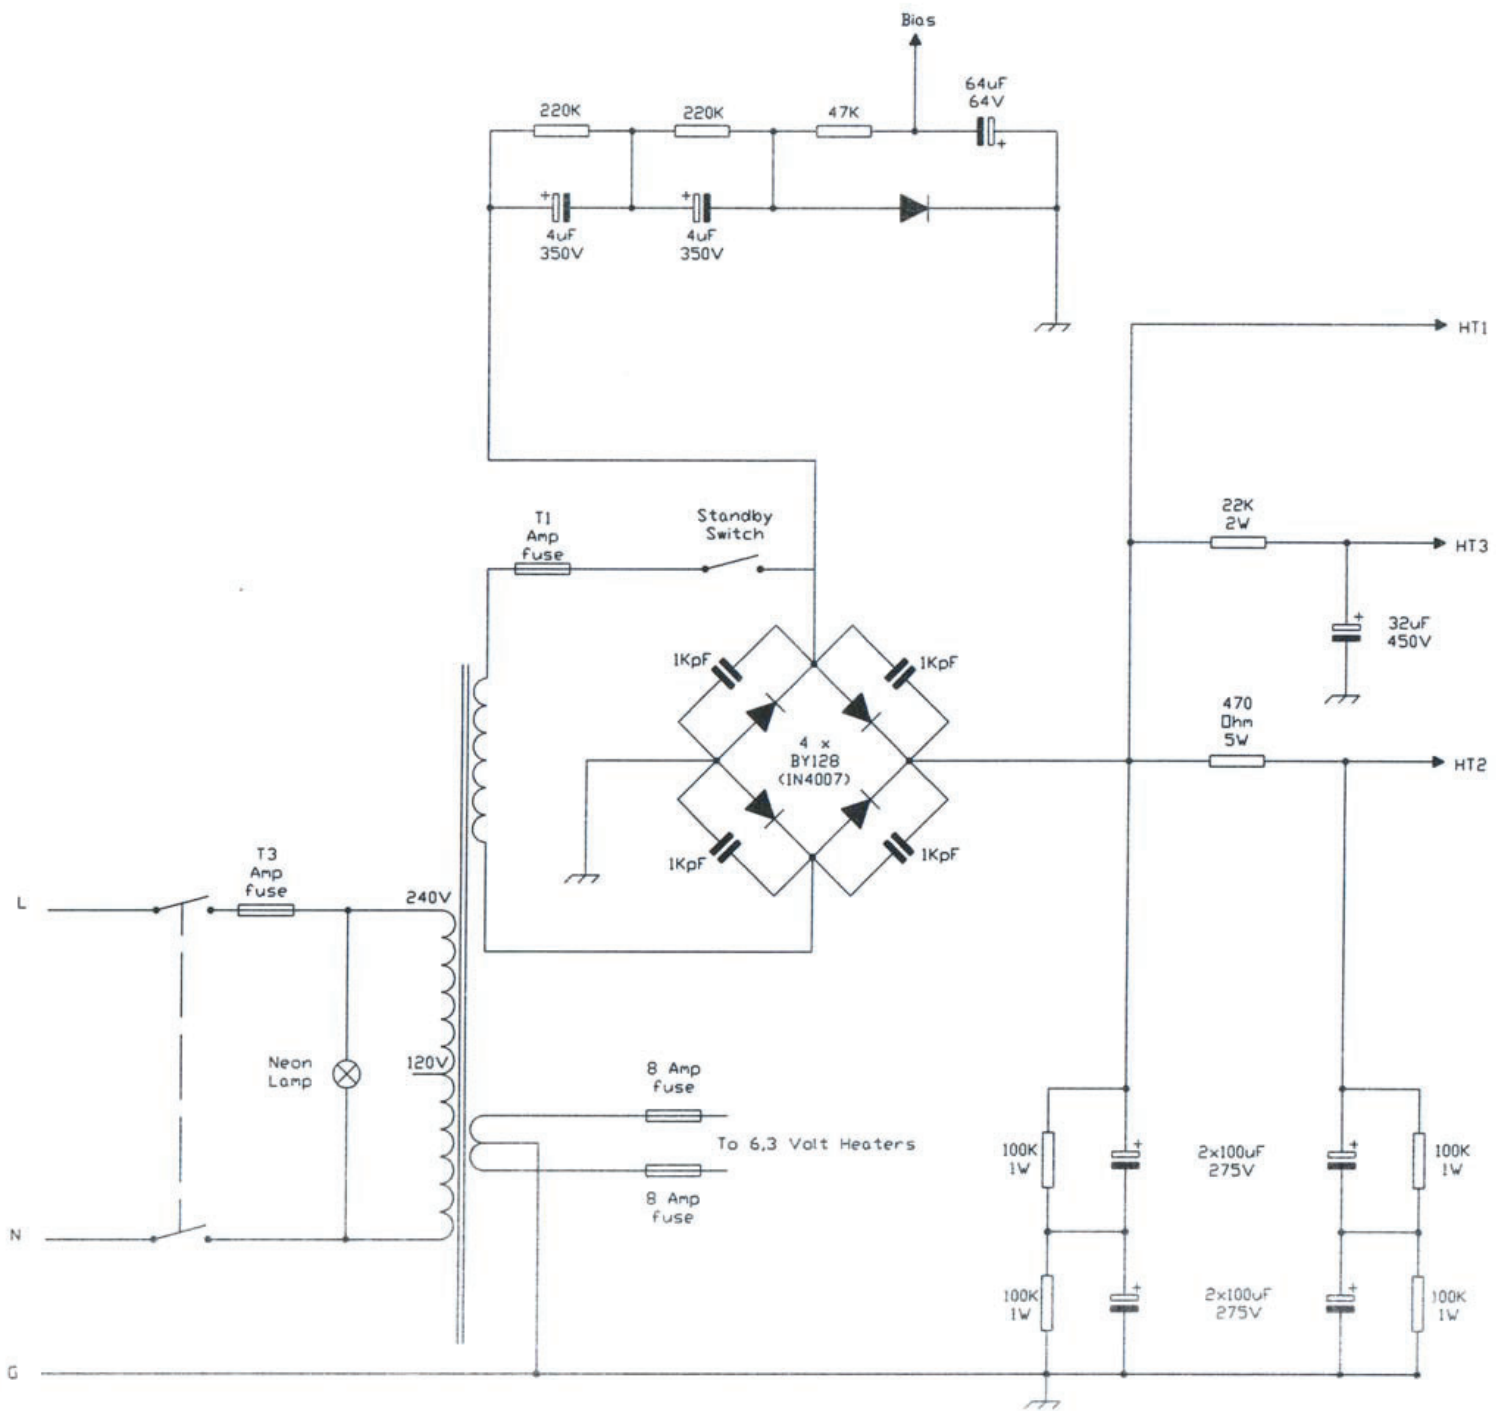 Bias
64uF
64V
220K
220K
47K
+
+
+
4uF
350V
4uF
350V
HT1
T1
Amp
fuse
Standby
Switch
22K
2W
HT3
+
32uF
450V
1KpF
1KpF
4 x
BY128
(1N4007)
470
Ohm
5W
HT2
1KpF
1KpF
T3
Amp
fuse
L
240V
Neon
Lamp
120V
8 Amp
fuse
To 6,3 Volt Heaters
8 Amp
fuse
100K
1W
+
2x100uF
275V
+
100K
1W
N
100K
1W
+
2x100uF
275V
+
100K
1W
G